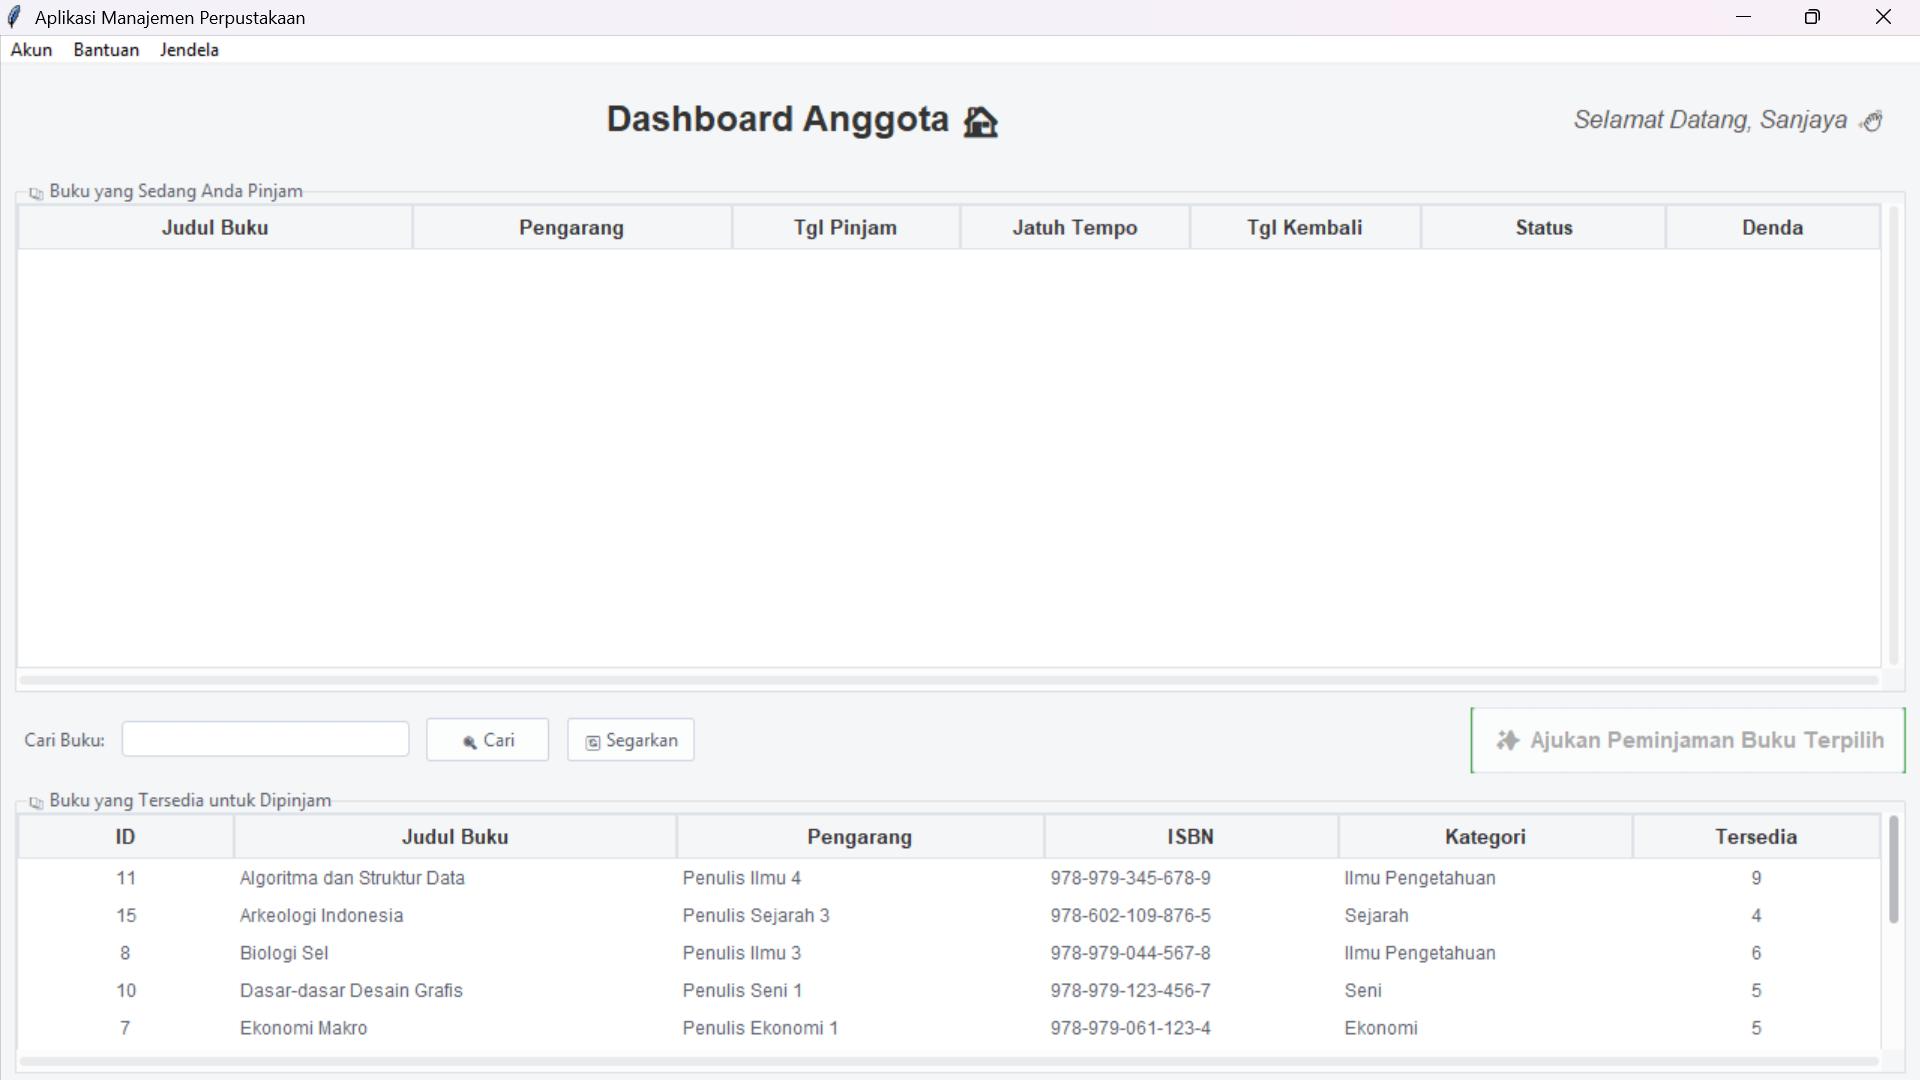 Aplikasi Manajemen Perpustakaan
Akun Bantuan Jendela
Dashboard Anggota
Selamat Datang, Sanjaya
Buku yang Sedang Anda Pinjam
Judul Buku Pengarang Tgl Pinjam Jatuh Tempo Tgl Kembali Status Denda
Cari Buku: Cari Segarkan Ajukan Peminjaman Buku Terpilih
Buku yang Tersedia untuk Dipinjam
ID Judul Buku Pengarang ISBN Kategori Tersedia
11 Algoritma dan Struktur Data Penulis Ilmu 4 978-979-345-678-9 Ilmu Pengetahuan 9
15 Arkeologi Indonesia Penulis Sejarah 3 978-602-109-876-5 Sejarah 4
8 Biologi Sel Penulis Ilmu 3 978-979-044-567-8 Ilmu Pengetahuan 6
10 Dasar-dasar Desain Grafis Penulis Seni 1 978-979-123-456-7 Seni 5
7 Ekonomi Makro Penulis Ekonomi 1 978-979-061-123-4 Ekonomi 5